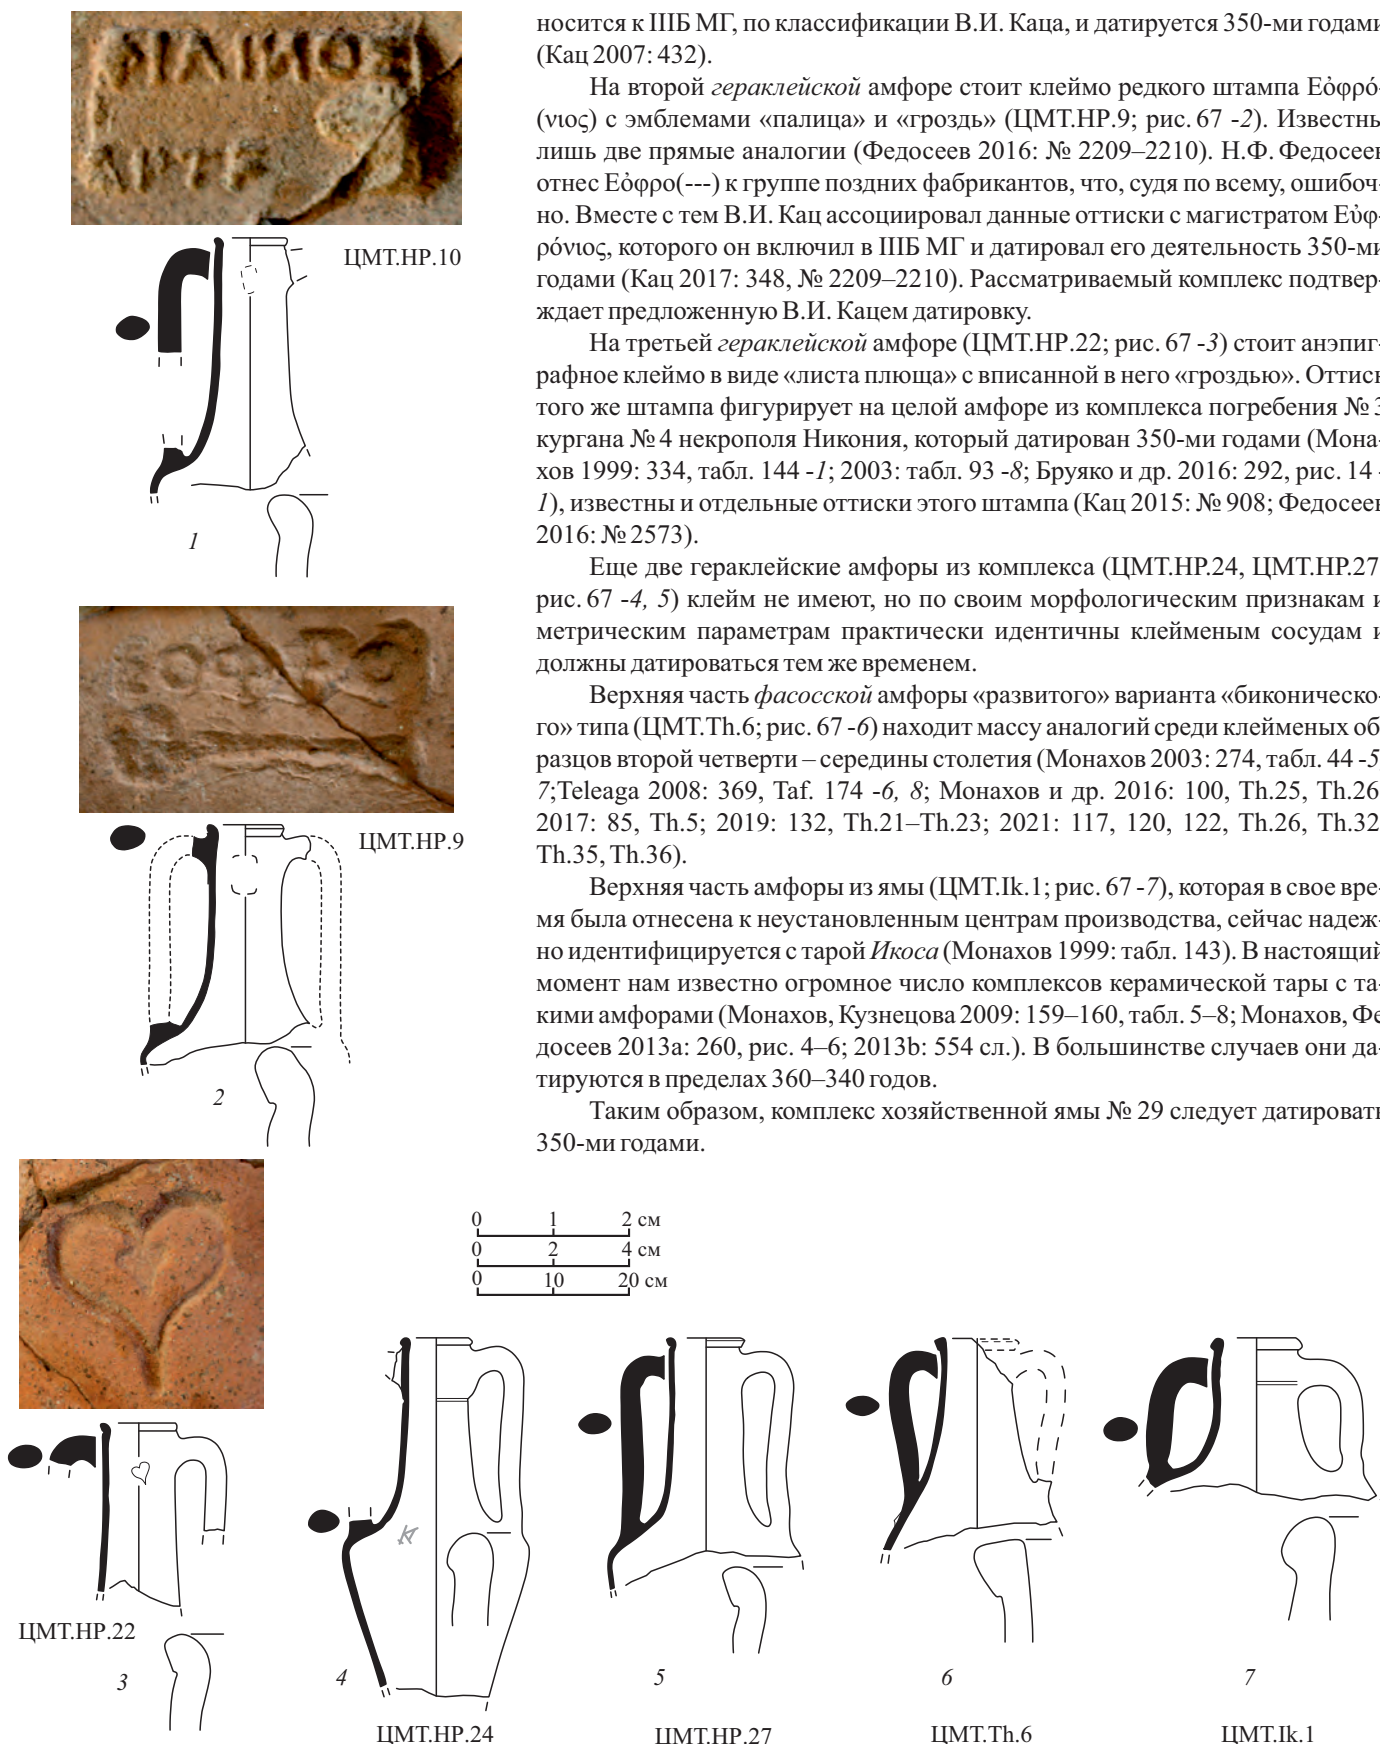 носится к IIIБ МГ, по классификации В.И. Каца, и датируется 350-ми годами
(Кац 2007: 432).
На второй гераклейской амфоре стоит клеймо редкого штампа Εὀφρό-
(νιος) с эмблемами «палица» и «гроздь» (ЦМТ.HP.9; рис. 67 -2). Известны
лишь две прямые аналогии (Федосеев 2016: № 2209–2210). Н.Ф. Федосеев
отнес Εὀφρο(---) к группе поздних фабрикантов, что, судя по всему, ошибоч-
но. Вместе с тем В.И. Кац ассоциировал данные оттиски с магистратом Εὐφ-
ρόνιος, которого он включил в IIIБ МГ и датировал его деятельность 350-ми
годами (Кац 2017: 348, № 2209–2210). Рассматриваемый комплекс подтвер-
ждает предложенную В.И. Кацем датировку.
На третьей гераклейской амфоре (ЦМТ.HP.22; рис. 67 -3) стоит анэпиг-
рафное клеймо в виде «листа плюща» с вписанной в него «гроздью». Оттиск
того же штампа фигурирует на целой амфоре из комплекса погребения № 3
кургана № 4 некрополя Никония, который датирован 350-ми годами (Мона-
хов 1999: 334, табл. 144 -1; 2003: табл. 93 -8; Бруяко и др. 2016: 292, рис. 14 -
1), известны и отдельные оттиски этого штампа (Кац 2015: № 908; Федосеев
2016: № 2573).
Еще две гераклейские амфоры из комплекса (ЦМТ.HP.24, ЦМТ.HP.27
рис. 67 -4, 5) клейм не имеют, но по своим морфологическим признакам и
метрическим параметрам практически идентичны клейменым сосудам и
должны датироваться тем же временем.
Верхняя часть фасосской амфоры «развитого» варианта «биконическо-
го» типа (ЦМТ.Th.6; рис. 67 -6) находит массу аналогий среди клейменых об
разцов второй четверти – середины столетия (Монахов 2003: 274, табл. 44 -5
7;Teleaga 2008: 369, Taf. 174 -6, 8; Монахов и др. 2016: 100, Th.25, Th.26
2017: 85, Th.5; 2019: 132, Th.21–Th.23; 2021: 117, 120, 122, Th.26, Th.32
Th.35, Th.36).
Верхняя часть амфоры из ямы (ЦМТ.Ik.1; рис. 67 -7), которая в свое вре-
мя была отнесена к неустановленным центрам производства, сейчас надеж-
но идентифицируется с тарой Икоса (Монахов 1999: табл. 143). В настоящий
момент нам известно огромное число комплексов керамической тары с та-
кими амфорами (Монахов, Кузнецова 2009: 159–160, табл. 5–8; Монахов, Фе
досеев 2013a: 260, рис. 4–6; 2013b: 554 сл.). В большинстве случаев они да-
тируются в пределах 360–340 годов.
Таким образом, комплекс хозяйственной ямы № 29 следует датировать
350-ми годами.
ЦМТ.HP.10
1
ЦМТ.HP.9
2
0 1 2 см
0 2 4 см
0 10 20 см
ЦМТ.HP.22
3
4
ЦМТ.HP.24
5
ЦМТ.HP.27
6
ЦМТ.Th.6
7
ЦМТ.Ik.1